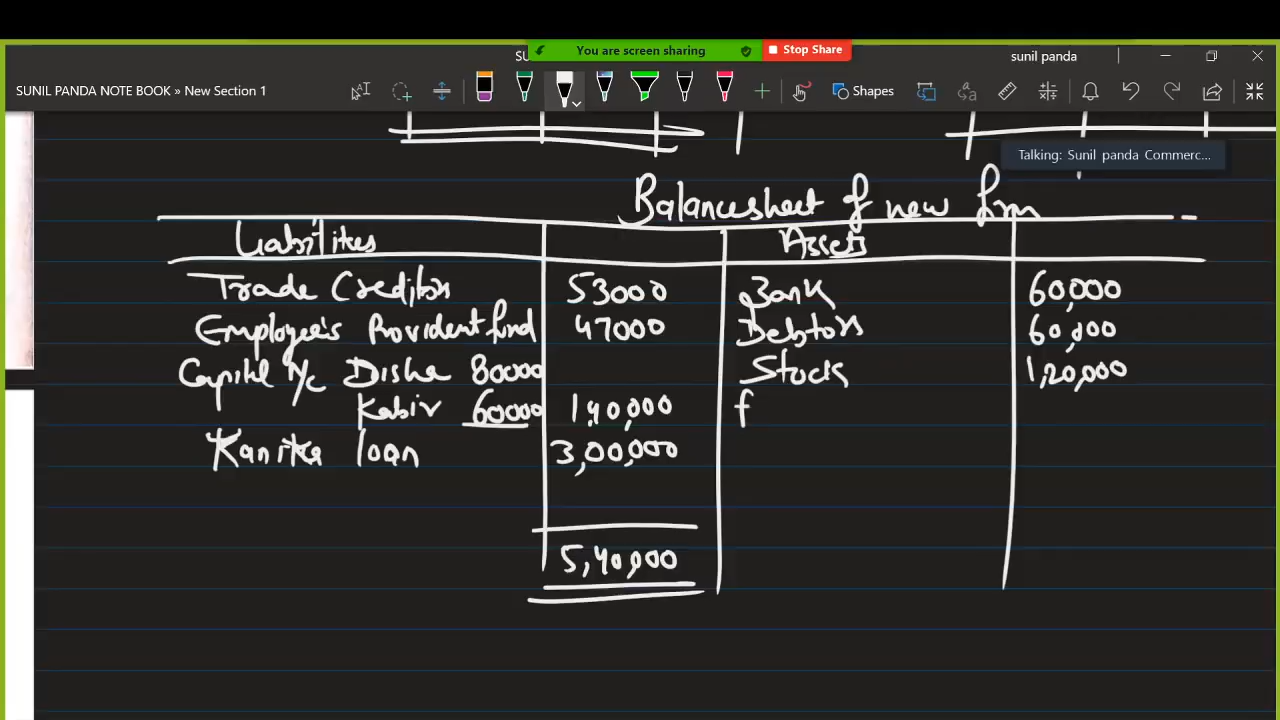 SU
You are screen sharing
Stop Share
sunil panda
SUNIL PANDA NOTE BOOK » New Section 1
Shapes
Talking: Sunil panda Commerc...
Balancesheet of new firm
Liabilities Assets
Trade Creditors 53000 Bank 60,000
Employee's Provident fund 47000 Debtors 60,000
Capital A/c Disha 80000 Stock 1,20,000
Kabir 60000 1,40,000 f
Kanika loan 3,00,000
5,40,000